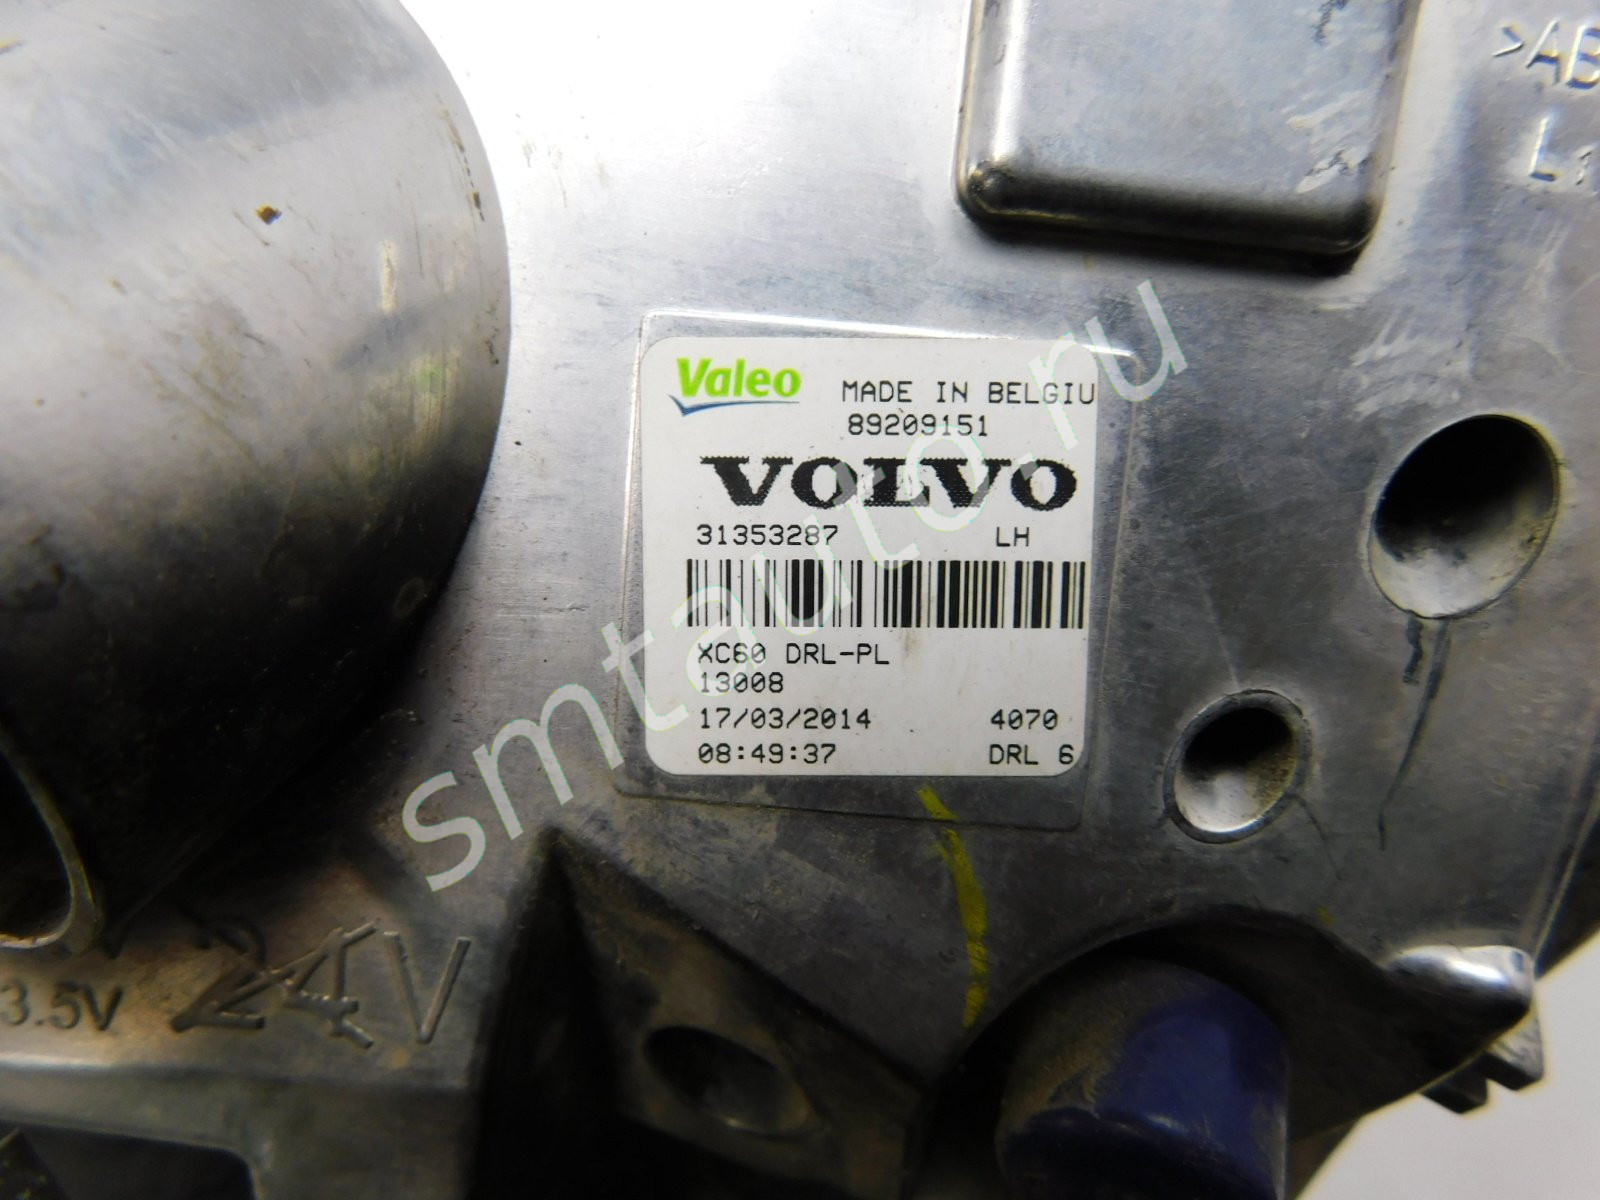 >AB
Valeo
MADE IN BELGIU
89209151
VOLVO
31353287 LH
XC60 DRL-PL
13008
17/03/2014 4070
08:49:37 DRL 6
smtauto.ru
3.5V
24V